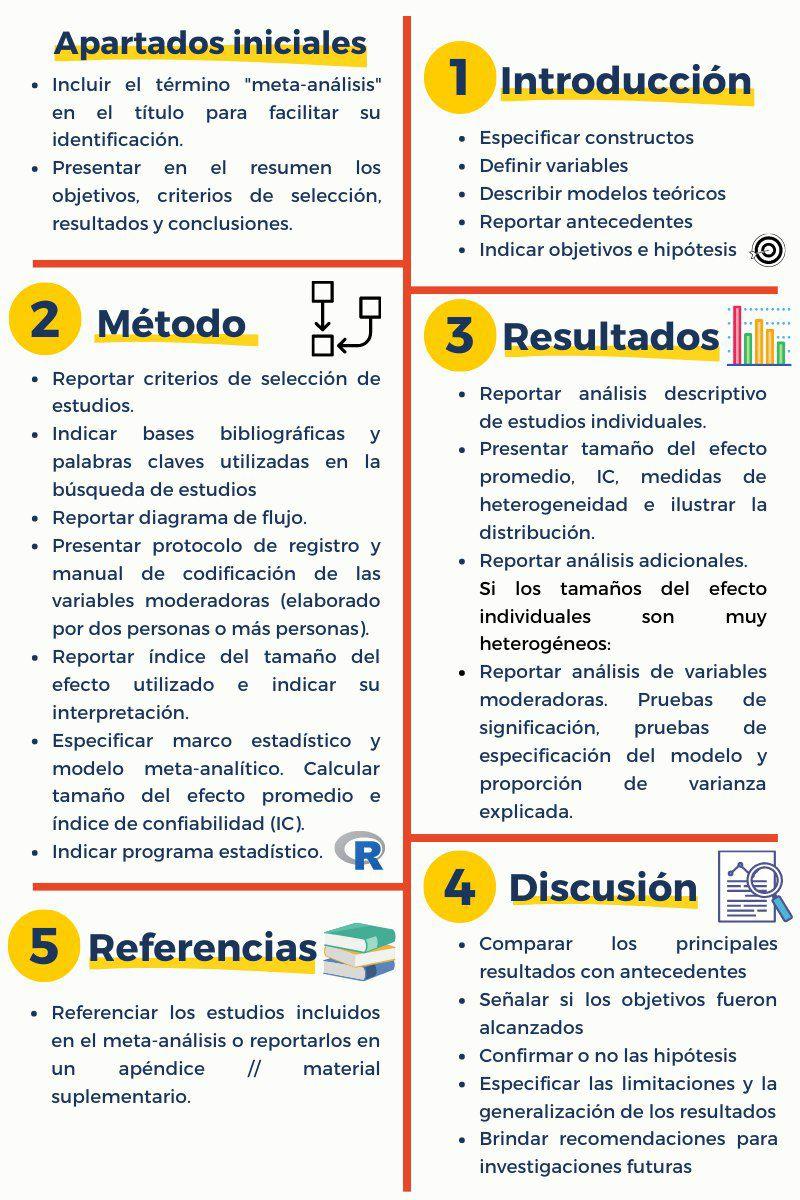 Apartados iniciales
• Incluir el término "meta-análisis"
en el título para facilitar su
identificación.
• Presentar en el resumen los
objetivos, criterios de selección,
resultados y conclusiones.
1 Introducción
• Especificar constructos
• Definir variables
• Describir modelos teóricos
• Reportar antecedentes
• Indicar objetivos e hipótesis
2 Método
• Reportar criterios de selección de
estudios.
• Indicar bases bibliográficas y
palabras claves utilizadas en la
búsqueda de estudios
• Reportar diagrama de flujo.
• Presentar protocolo de registro y
manual de codificación de las
variables moderadoras (elaborado
por dos personas o más personas).
• Reportar índice del tamaño del
efecto utilizado e indicar su
interpretación.
• Especificar marco estadístico y
modelo meta-analítico. Calcular
tamaño del efecto promedio e
índice de confiabilidad (IC).
• Indicar programa estadístico.
R
3 Resultados
• Reportar análisis descriptivo
de estudios individuales.
• Presentar tamaño del efecto
promedio, IC, medidas de
heterogeneidad e ilustrar la
distribución.
• Reportar análisis adicionales.
Si los tamaños del efecto
individuales son muy
heterogéneos:
• Reportar análisis de variables
moderadoras. Pruebas de
significación, pruebas de
especificación del modelo y
proporción de varianza
explicada.
4 Discusión
• Comparar los principales
resultados con antecedentes
• Señalar si los objetivos fueron
alcanzados
• Confirmar o no las hipótesis
• Especificar las limitaciones y la
generalización de los resultados
• Brindar recomendaciones para
investigaciones futuras
5 Referencias
• Referenciar los estudios incluidos
en el meta-análisis o reportarlos en
un apéndice // material
suplementario.